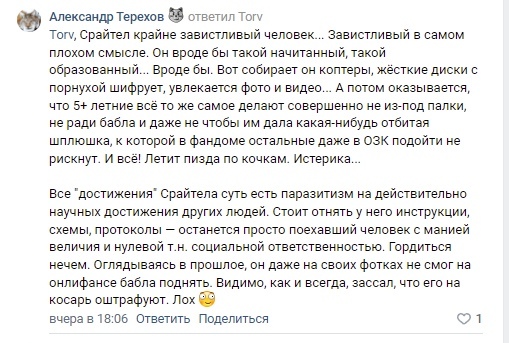 Александр Терехов ответил Torv
Torv, Срайтел крайне завистливый человек... Завистливый в самом
плохом смысле. Он вроде бы такой начитанный, такой
образованный... Вроде бы. Вот собирает он коптеры, жёсткие диски с
порнухой шифрует, увлекается фото и видео... А потом оказывается,
что 5+ летние всё то же самое делают совершенно не из-под палки,
не ради бабла и даже не чтобы им дала какая-нибудь отбитая
шплюшка, к которой в фандоме остальные даже в ОЗК подойти не
рискнут. И всё! Летит пизда по кочкам. Истерика...
Все "достижения" Срайтела суть есть паразитизм на действительно
научных достижения других людей. Стоит отнять у него инструкции,
схемы, протоколы — останется просто поехавший человек с манией
величия и нулевой т.н. социальной ответственностью. Гордиться
нечем. Оглядываясь в прошлое, он даже на своих фотках не смог на
онлифансе бабла поднять. Видимо, как и всегда, зассал, что его на
косарь оштрафуют. Лох
вчера в 18:06 Ответить Поделиться 1